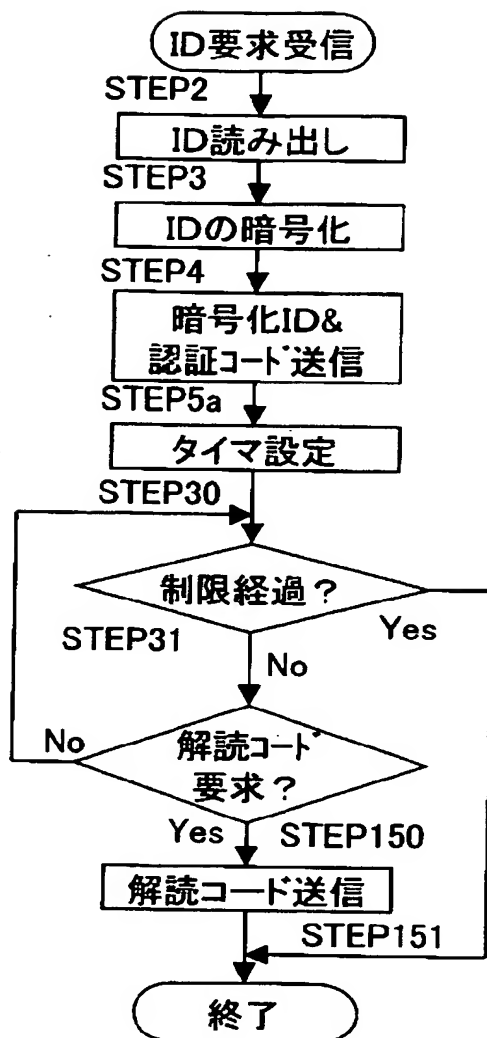 ID要求受信
STEP2
ID読み出し
STEP3
IDの暗号化
STEP4
暗号化ID&
認証コード送信
STEP5a
タイマ設定
STEP30
制限経過?
STEP31
Yes
No
No
解読コード
要求?
Yes
STEP150
解読コード送信
STEP151
終了